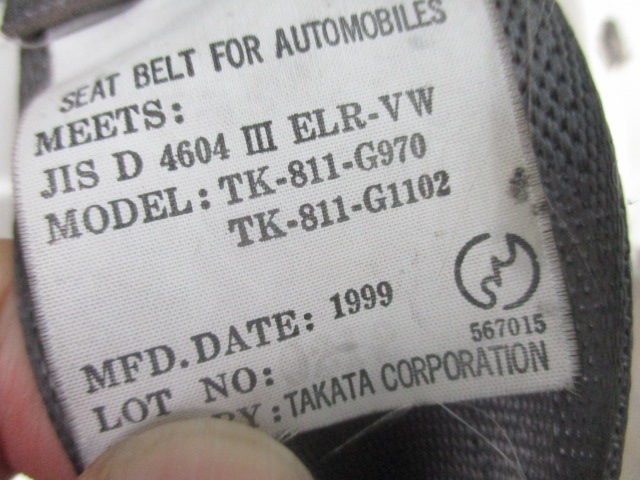 SEAT BELT FOR AUTOMOBILES
MEETS:
JIS D 4604 III ELR-VW
MODEL: TK-811-G970
TK-811-G1102
MFD.DATE: 1999
567015
LOT NO:
BY: TAKATA CORPORATION